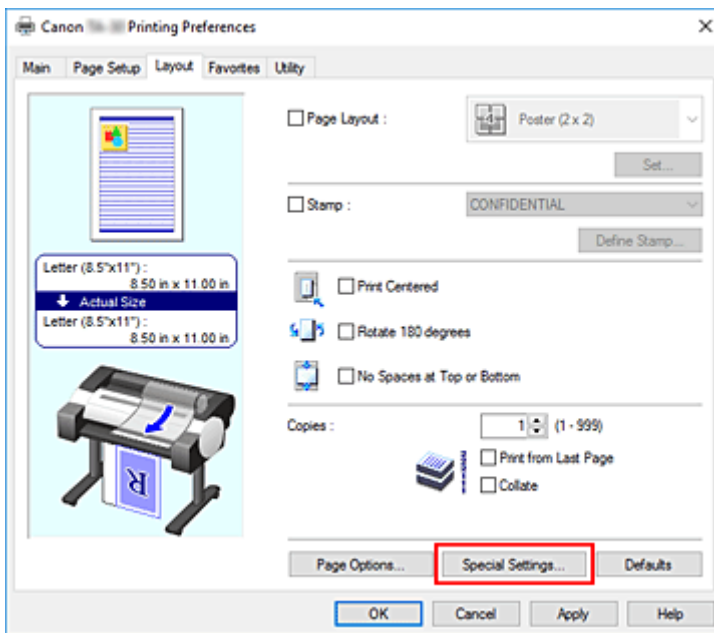 Canon Printing Preferences
Main Page Setup Layout Favorites Utility
Page Layout :
4
Poster (2 x 2)
Set...
Stamp :
CONFIDENTIAL
Define Stamp...
Letter (8.5"x11") :
8.50 in x 11.00 in
Actual Size
Letter (8.5"x11") :
8.50 in x 11.00 in
Print Centered
Rotate 180 degrees
No Spaces at Top or Bottom
Copies :
1 (1 - 999)
Print from Last Page
Collate
R
Page Options... Special Settings... Defaults
OK Cancel Apply Help